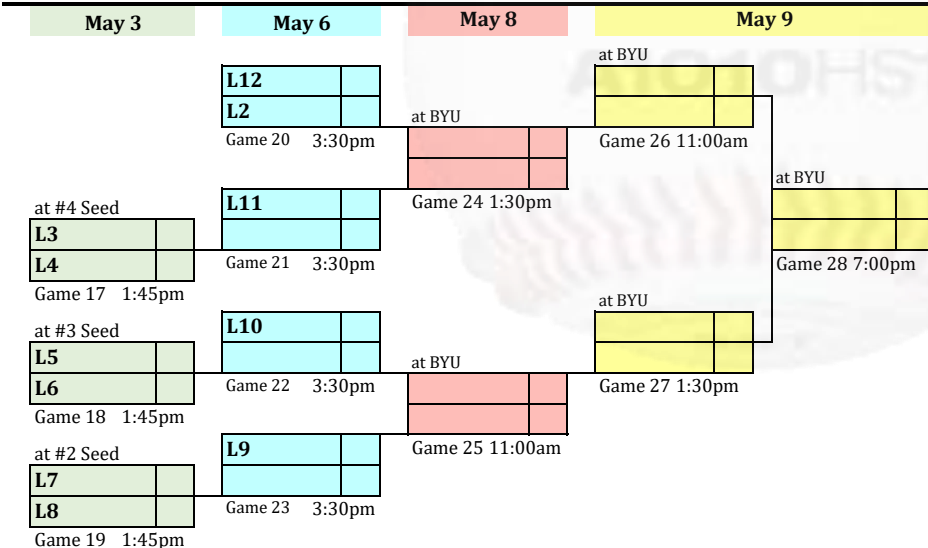 May 3 May 6 May 8 May 9
at BYU
L12
L2
at BYU
Game 20 3:30pm
Game 26 11:00am
at BYU
L11
Game 24 1:30pm
at #4 Seed
L3
L4
Game 21 3:30pm
Game 28 7:00pm
Game 17 1:45pm
at BYU
at #3 Seed
L10
L5
at BYU
L6
Game 22 3:30pm
Game 27 1:30pm
Game 18 1:45pm
at #2 Seed
L9
Game 25 11:00am
L7
L8
Game 23 3:30pm
Game 19 1:45pm